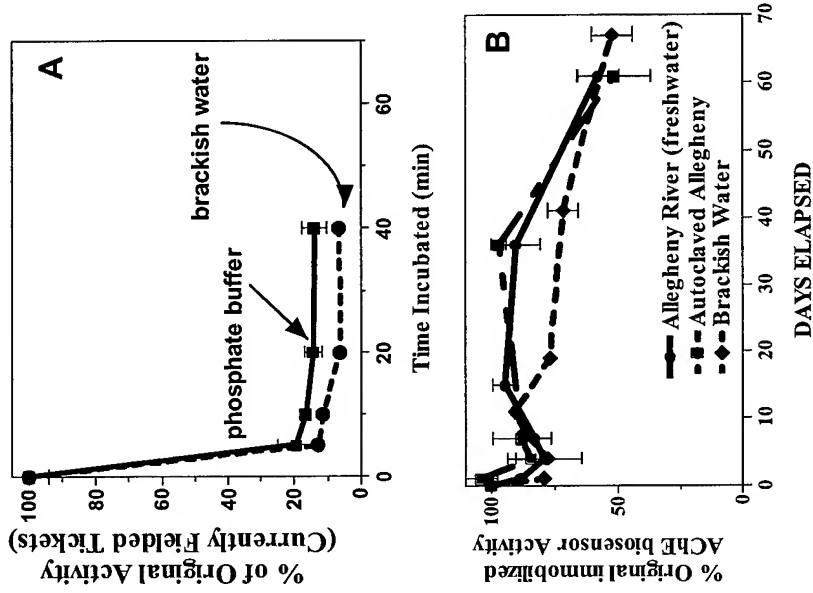 A
% of Original Activity
(Currently Fielded Tickets)
100
80
60
40
20
0
phosphate buffer
brackish water
0
20
40
60
Time Incubated (min)
B
% Original immobilized
AChE biosensor Activity
100
50
0
Allegheny River (freshwater)
Autoclaved Allegheny
Brackish Water
0
10
20
30
40
50
60
70
DAYS ELAPSED